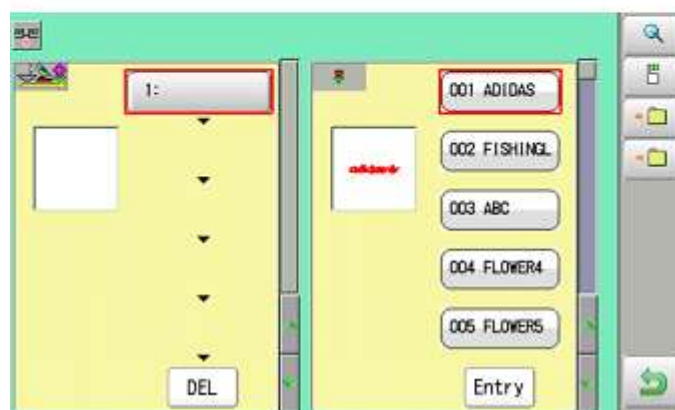 1:
DEL
001 ADIDAS
002 FISHINGL
003 ABC
004 FLOWER4
005 FLOWER5
Entry